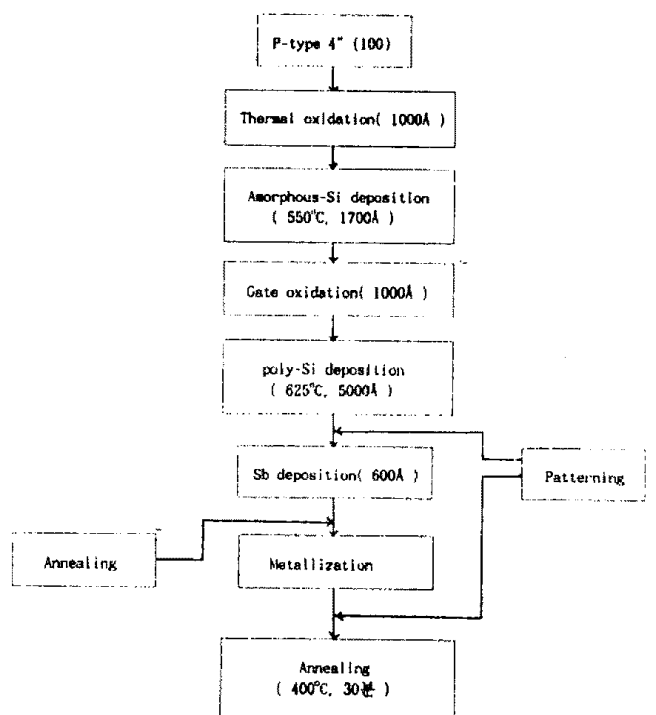 P-type 4" (100)
Thermal oxidation( 1000Å )
Amorphous-Si deposition
( 550℃, 1700Å )
Gate oxidation( 1000Å )
poly-Si deposition
( 625℃, 5000Å )
Sb deposition( 600Å )
Patterning
Annealing
Metallization
Annealing
( 400℃, 30분 )